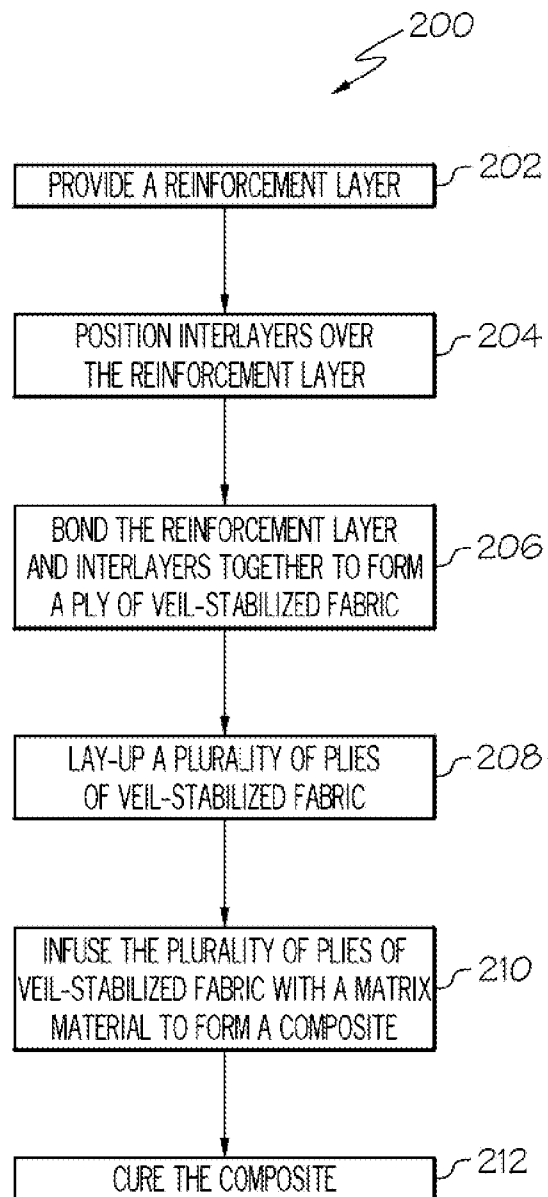 200
PROVIDE A REINFORCEMENT LAYER
202
POSITION INTERLAYERS OVER
THE REINFORCEMENT LAYER
204
BOND THE REINFORCEMENT LAYER
AND INTERLAYERS TOGETHER TO FORM
A PLY OF VEIL-STABILIZED FABRIC
206
LAY-UP A PLURALITY OF PLIES
OF VEIL-STABILIZED FABRIC
208
INFUSE THE PLURALITY OF PLIES OF
VEIL-STABILIZED FABRIC WITH A MATRIX
MATERIAL TO FORM A COMPOSITE
210
CURE THE COMPOSITE
212